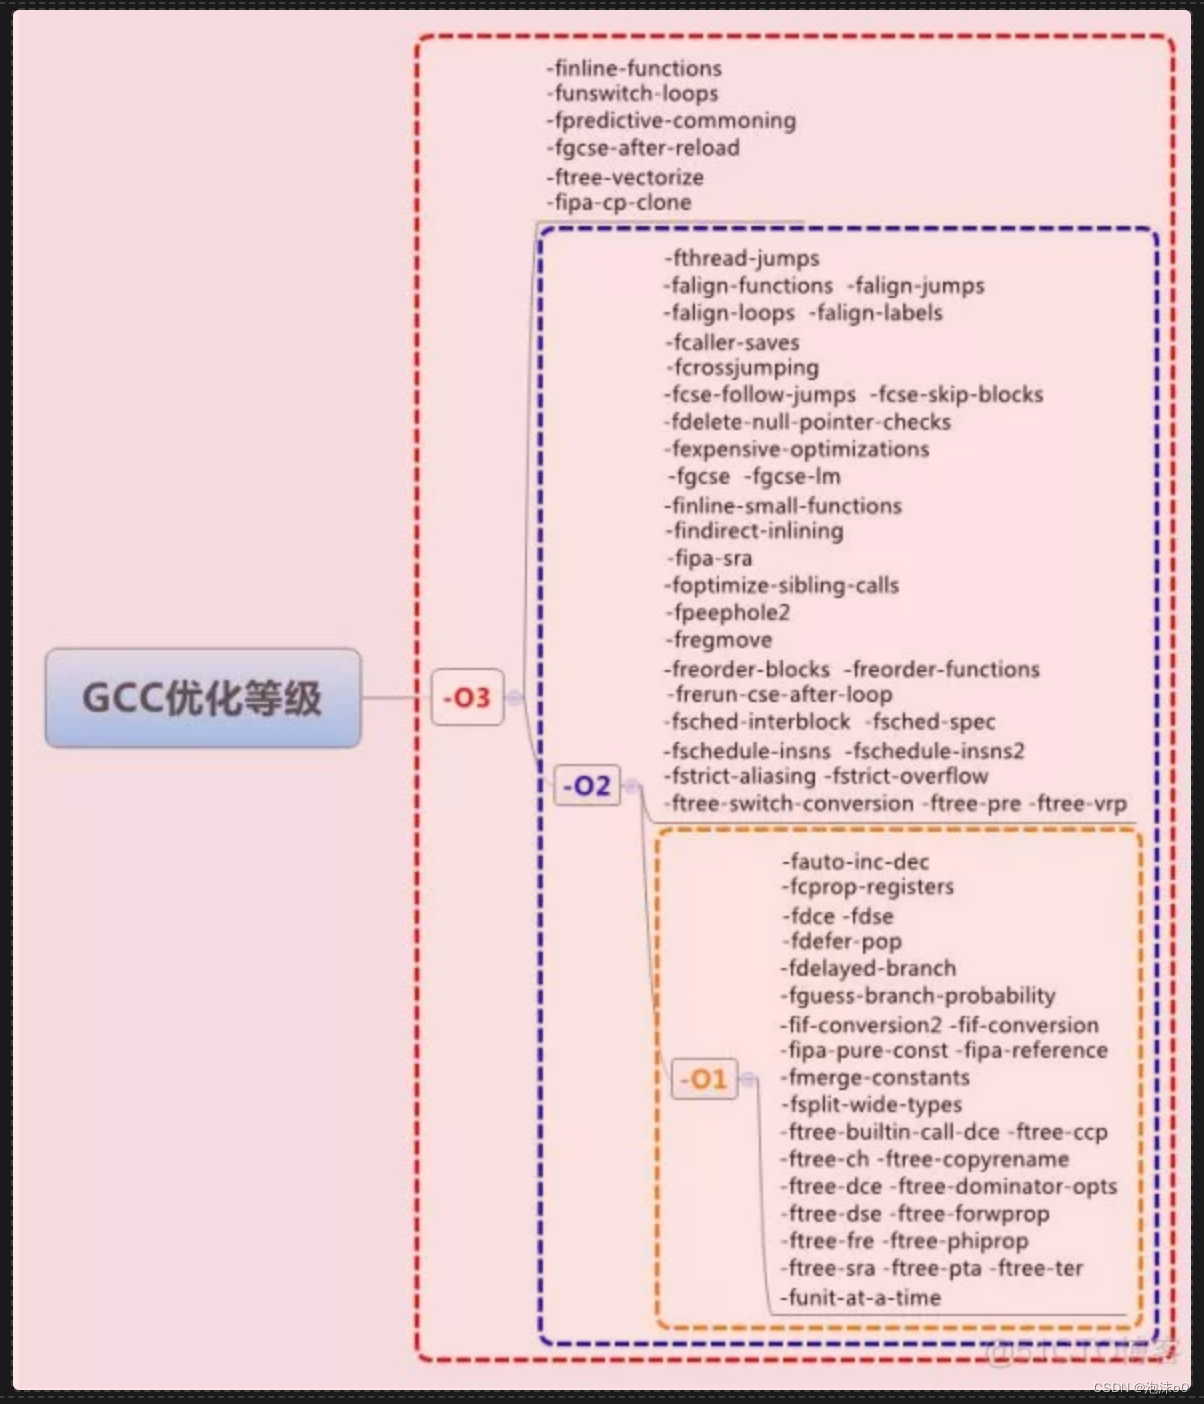 -finline-functions
-funswitch-loops
-fpredictive-commoning
-fgcse-after-reload
-ftree-vectorize
-fipa-cp-clone
-fthread-jumps
-falign-functions -falign-jumps
-falign-loops -falign-labels
-fcaller-saves
-fcrossjumping
-fcse-follow-jumps -fcse-skip-blocks
-fdelete-null-pointer-checks
-fexpensive-optimizations
-fgcse -fgcse-lm
-finline-small-functions
-findirect-inlining
-fipa-sra
-foptimize-sibling-calls
-fpeephole2
-fregmove
GCC优化等级
-O3
-freorder-blocks -freorder-functions
-frerun-cse-after-loop
-fsched-interblock -fsched-spec
-fschedule-insns -fschedule-insns2
-O2
-fstrict-aliasing -fstrict-overflow
-ftree-switch-conversion -ftree-pre -ftree-vrp
-fauto-inc-dec
-fcprop-registers
-fdce -fdse
-fdefer-pop
-fdelayed-branch
-fguess-branch-probability
-fif-conversion2 -fif-conversion
-fipa-pure-const -fipa-reference
-O1
-fmerge-constants
-fsplit-wide-types
-ftree-builtin-call-dce -ftree-ccp
-ftree-ch -ftree-copyrename
-ftree-dce -ftree-dominator-opts
-ftree-dse -ftree-forwprop
-ftree-fre -ftree-phiprop
-ftree-sra -ftree-pta -ftree-ter
-funit-at-a-time
@51CTO博客
CSDN @泡沫oO